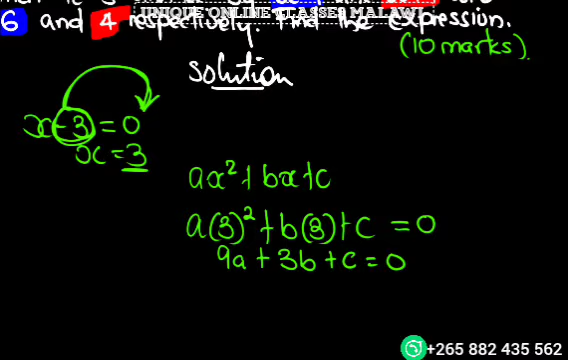 UNIQUE ONLINE CLASSES MALAWI
6 and 4 respectively. Find the expression.
(10 marks).
solution
x - 3 = 0
x = 3
ax² + bx + c
a(3)² + b(3) + c = 0
9a + 3b + c = 0
+265 882 435 562